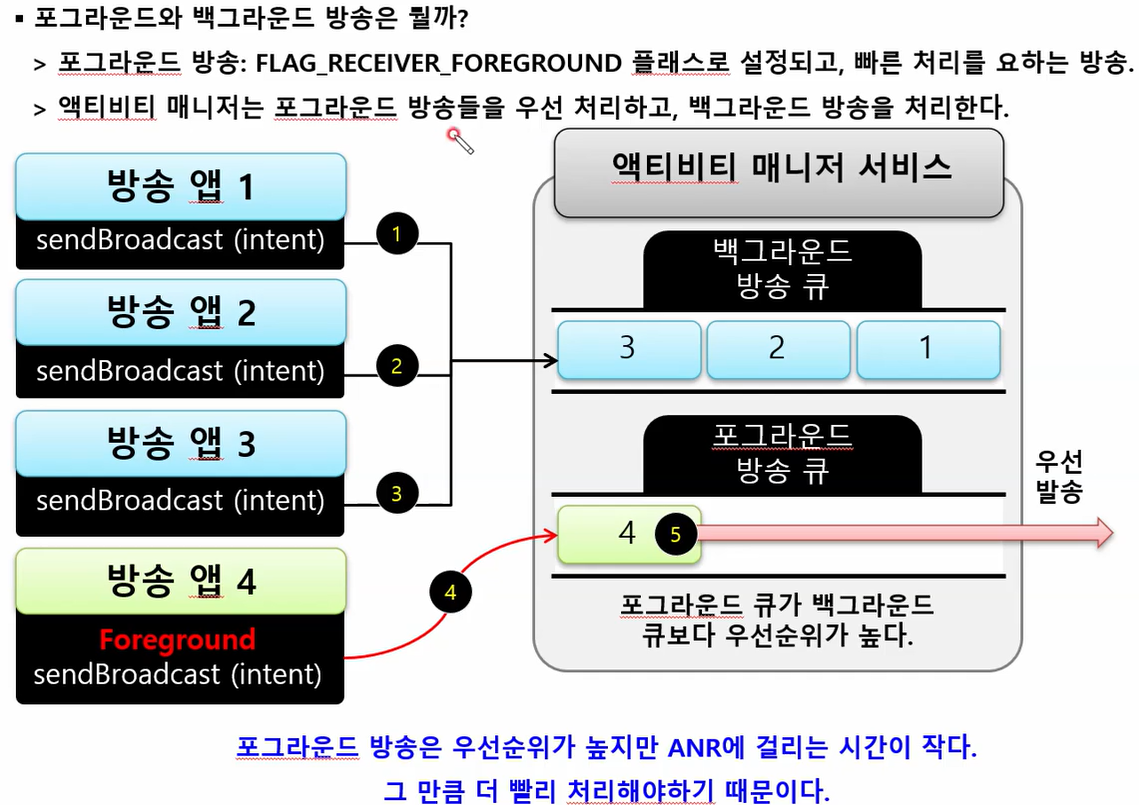 ▪ 포그라운드와 백그라운드 방송은 뭘까?
> 포그라운드 방송: FLAG_RECEIVER_FOREGROUND 플래스로 설정되고, 빠른 처리를 요하는 방송.
> 액티비티 매니저는 포그라운드 방송들을 우선 처리하고, 백그라운드 방송을 처리한다.
방송 앱 1
sendBroadcast (intent)
1
방송 앱 2
sendBroadcast (intent)
2
방송 앱 3
sendBroadcast (intent)
3
방송 앱 4
Foreground
sendBroadcast (intent)
4
액티비티 매니저 서비스
백그라운드
방송 큐
3 2 1
포그라운드
방송 큐
4 5
우선
발송
포그라운드 큐가 백그라운드
큐보다 우선순위가 높다.
포그라운드 방송은 우선순위가 높지만 ANR에 걸리는 시간이 작다.
그 만큼 더 빨리 처리해야하기 때문이다.